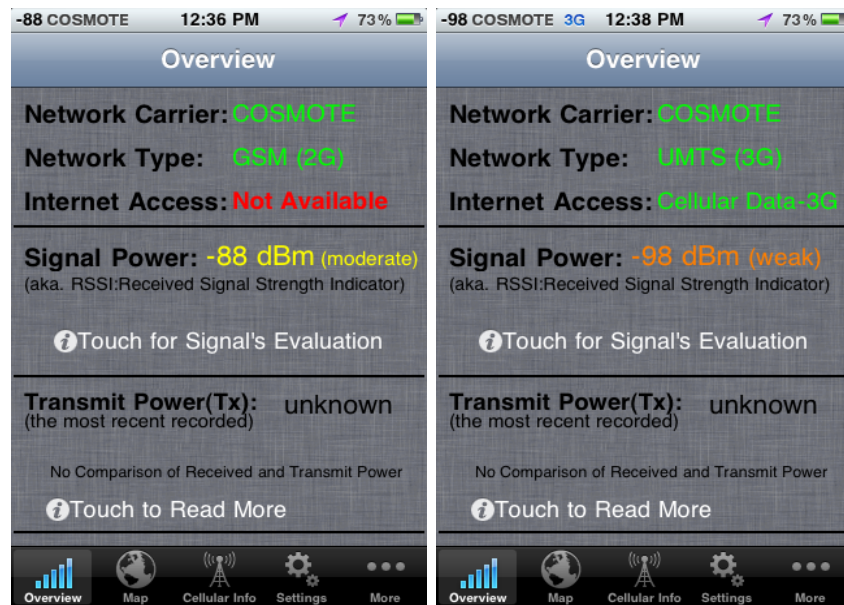 -88 COSMOTE 12:36 PM 73%
Overview
Network Carrier: COSMOTE
Network Type: GSM (2G)
Internet Access: Not Available
Signal Power: -88 dBm (moderate)
(aka. RSSI:Received Signal Strength Indicator)
Touch for Signal's Evaluation
Transmit Power(Tx): unknown
(the most recent recorded)
No Comparison of Received and Transmit Power
Touch to Read More
Overview Map Cellular Info Settings More
-98 COSMOTE 3G 12:38 PM 73%
Overview
Network Carrier: COSMOTE
Network Type: UMTS (3G)
Internet Access: Cellular Data-3G
Signal Power: -98 dBm (weak)
(aka. RSSI:Received Signal Strength Indicator)
Touch for Signal's Evaluation
Transmit Power(Tx): unknown
(the most recent recorded)
No Comparison of Received and Transmit Power
Touch to Read More
Overview Map Cellular Info Settings More